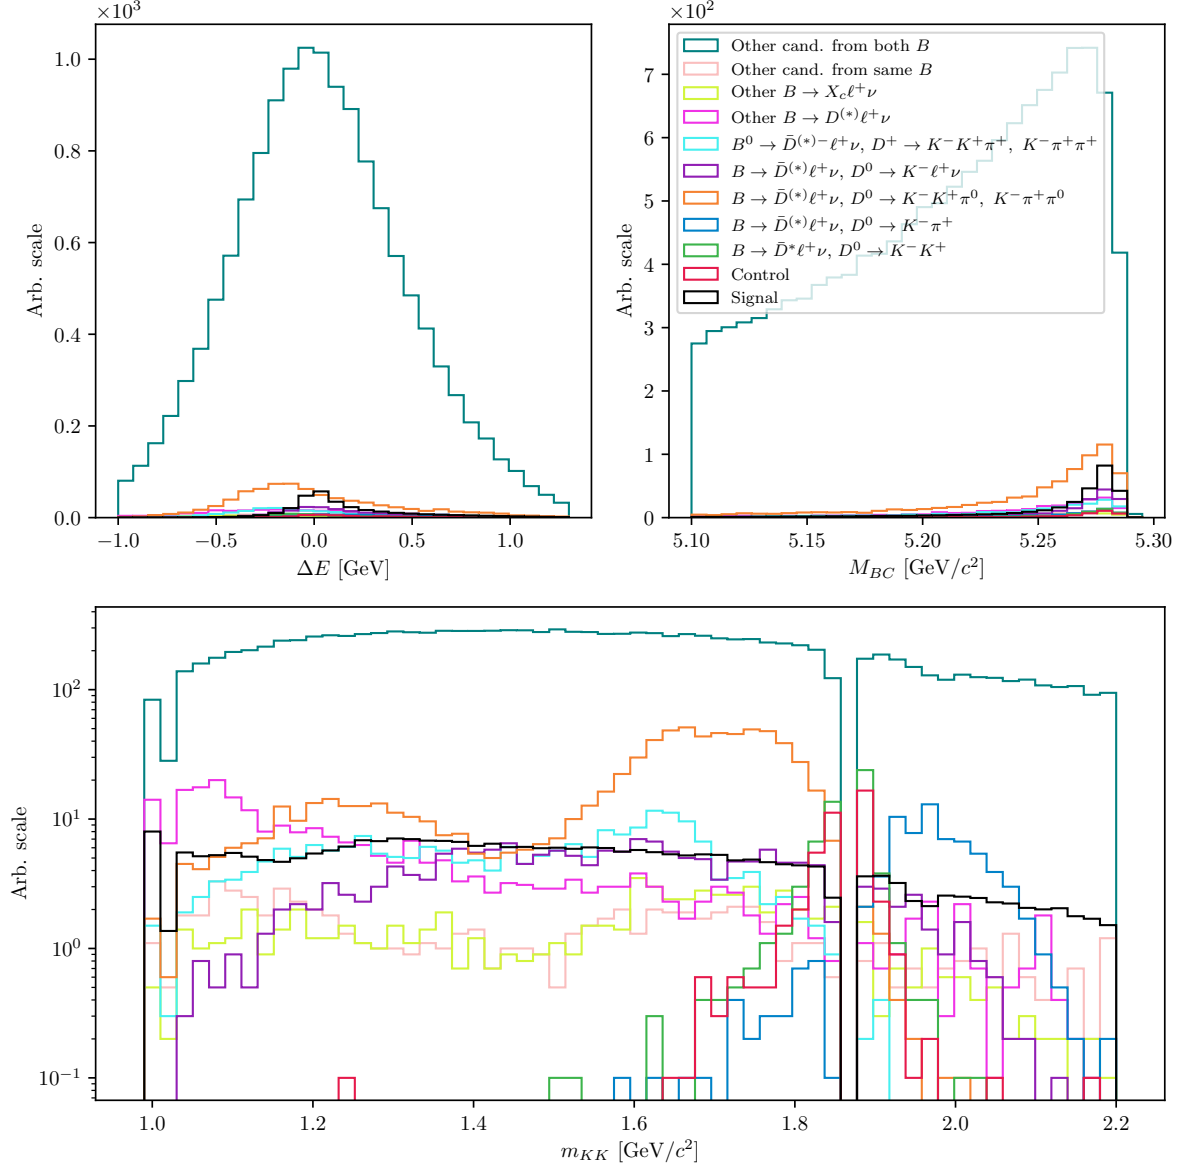 ×10³
1.0
0.8
0.6
0.4
0.2
0.0
Arb. scale
−1.0 −0.5 0.0 0.5 1.0
ΔE [GeV]
×10²
7
6
5
4
3
2
1
0
Arb. scale
Other cand. from both B
Other cand. from same B
Other B → X_cℓ⁺ν
Other B → D⁽*⁾ℓ⁺ν
B⁰ → D̄⁽*⁾⁻ℓ⁺ν, D⁺ → K⁻K⁺π⁺, K⁻π⁺π⁺
B → D̄⁽*⁾ℓ⁺ν, D⁰ → K⁻ℓ⁺ν
B → D̄⁽*⁾ℓ⁺ν, D⁰ → K⁻K⁺π⁰, K⁻π⁺π⁰
B → D̄⁽*⁾ℓ⁺ν, D⁰ → K⁻π⁺
B → D̄*ℓ⁺ν, D⁰ → K⁻K⁺
Control
Signal
5.10 5.15 5.20 5.25 5.30
M_BC [GeV/c²]
10²
10¹
10⁰
10⁻¹
Arb. scale
1.0 1.2 1.4 1.6 1.8 2.0 2.2
m_KK [GeV/c²]